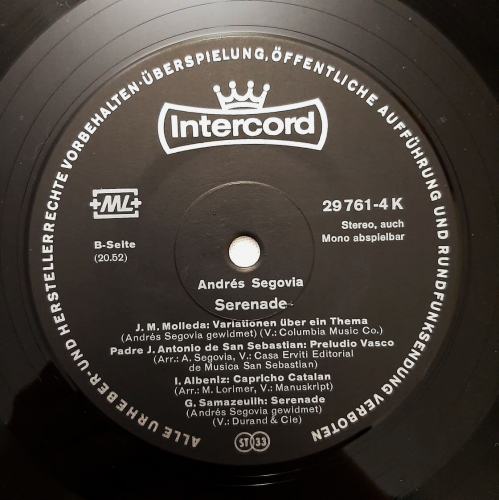 ALLE URHEBER- UND HERSTELLERRECHTE VORBEHALTEN · ÜBERSPIELUNG, ÖFFENTLICHE AUFFÜHRUNG UND RUNDFUNKSENDUNG VERBOTEN
Intercord
+ML+
29 761-4 K
B-Seite
(20.52)
Stereo, auch
Mono abspielbar
Andrés Segovia
Serenade
J. M. Molleda: Variationen über ein Thema
(Andrés Segovia gewidmet) (V.: Columbia Music Co.)
Padre J. Antonio de San Sebastian: Preludio Vasco
(Arr.: A. Segovia, V.: Casa Erviti Editorial
de Musica San Sebastian)
I. Albeniz: Capricho Catalan
(Arr.: M. Lorimer, V.: Manuskript)
G. Samazeuilh: Serenade
(Andrés Segovia gewidmet)
(V.: Durand & Cie)
ST 33